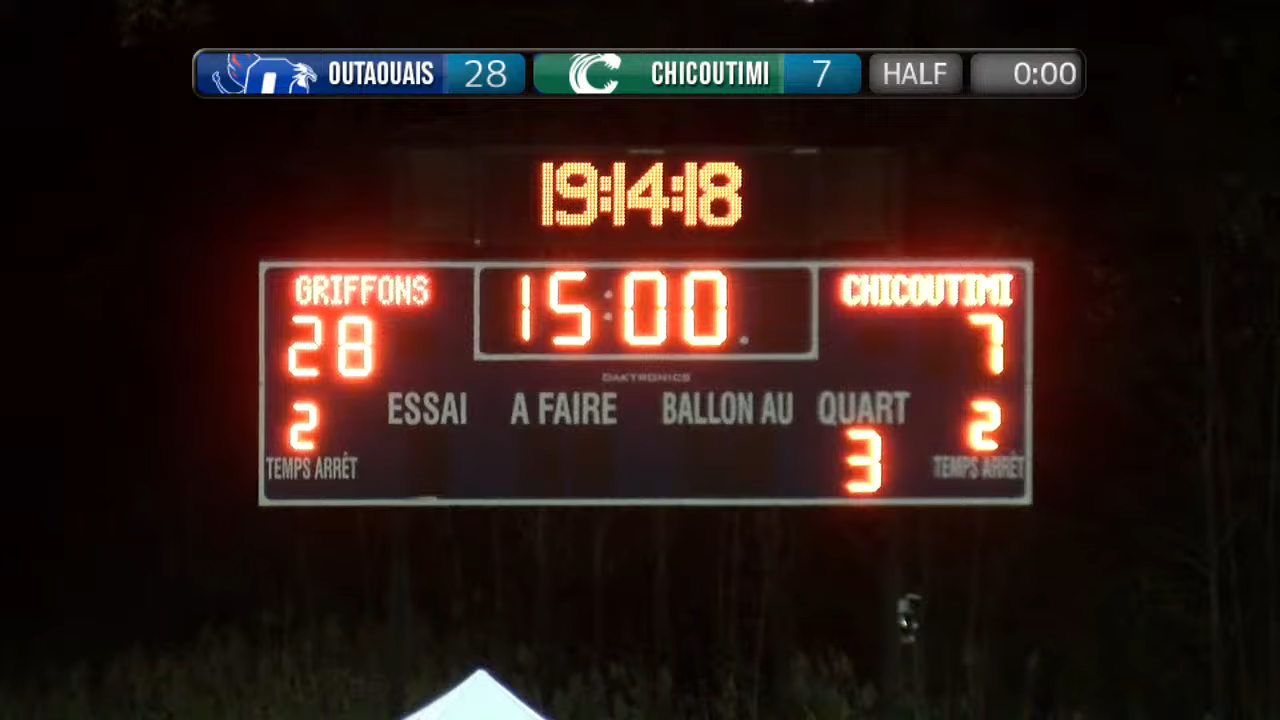 OUTAOUAIS 28 CHICOUTIMI 7 HALF 0:00
19:14:18
GRIFFONS 15:00 CHICOUTIMI
28 7
DAKTRONICS
ESSAI A FAIRE BALLON AU QUART
2 3 2
TEMPS ARRÊT TEMPS ARRÊT